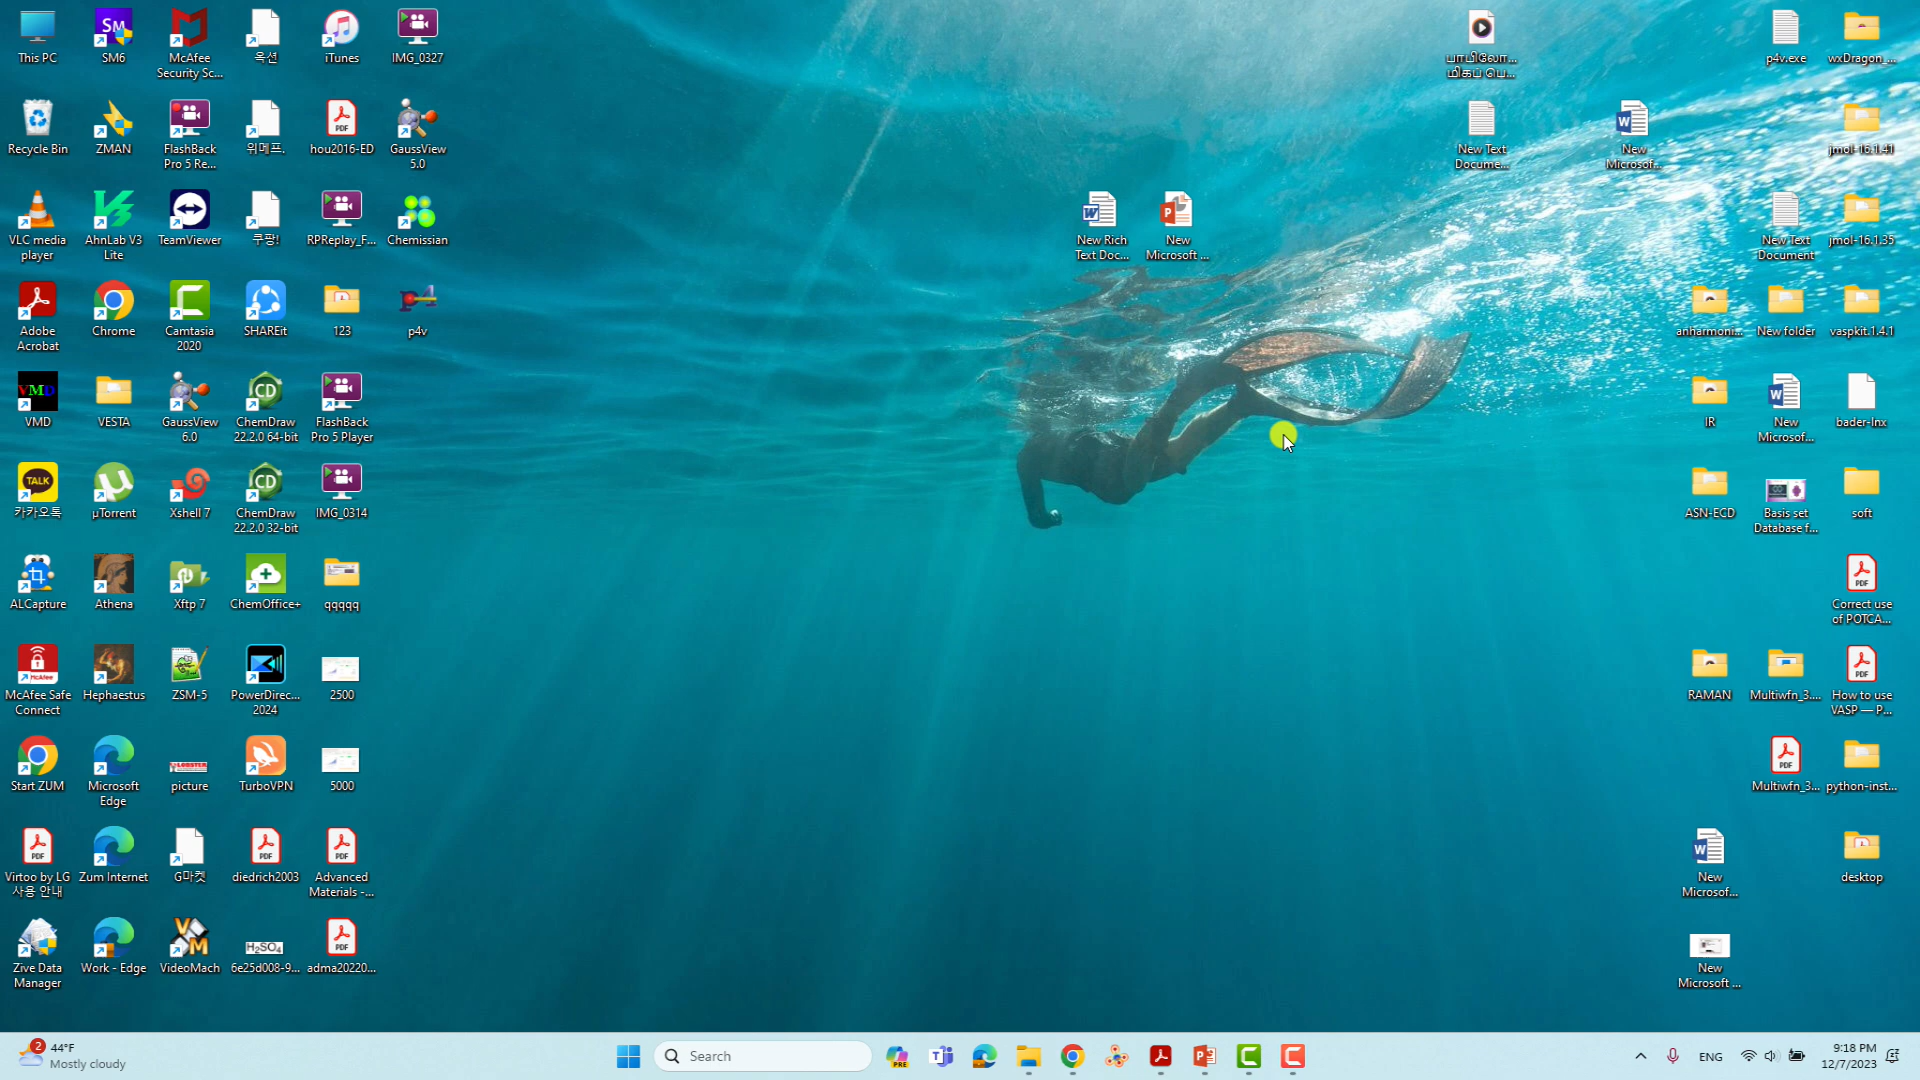 This PC
SM6
McAfee
Security Sc...
옥션
iTunes
IMG_0327
Recycle Bin
ZMAN
FlashBack
Pro 5 Re...
위메프.
hou2016-ED
GaussView
5.0
VLC media
player
AhnLab V3
Lite
TeamViewer
쿠팡!
RPReplay_F...
Chemissian
Adobe
Acrobat
Chrome
Camtasia
2020
SHAREit
123
p4v
VMD
VESTA
GaussView
6.0
ChemDraw
22.2.0 64-bit
FlashBack
Pro 5 Player
TALK
카카오톡
µTorrent
Xshell 7
ChemDraw
22.2.0 32-bit
IMG_0314
ALCapture
Athena
Xftp 7
ChemOffice+
qqqqq
McAfee Safe
Connect
Hephaestus
ZSM-5
PowerDirec...
2024
2500
Start ZUM
Microsoft
Edge
picture
TurboVPN
5000
Virtoo by LG
사용 안내
Zum Internet
G마켓
diedrich2003
Advanced
Materials -...
Zive Data
Manager
Work - Edge
VideoMach
H₂SO₄
6e25d008-9...
adma20220...
New Rich
Text Doc...
New
Microsoft ...
பாபிலோ...
மிகப் பெ...
New Text
Docume...
New
Microsof...
p4v.exe
wxDragon_...
jmol-16.1.41
New Text
Document
jmol-16.1.35
anharmoni...
New folder
vaspkit.1.4.1
IR
New
Microsof...
bader-lnx
ASN-ECD
Basis set
Database f...
soft
Correct use
of POTCA...
RAMAN
Multiwfn_3....
How to use
VASP — P...
Multiwfn_3...
python-inst...
New
Microsof...
desktop
New
Microsoft ...
2
44°F
Mostly cloudy
Search
PRE
ENG
9:18 PM
12/7/2023